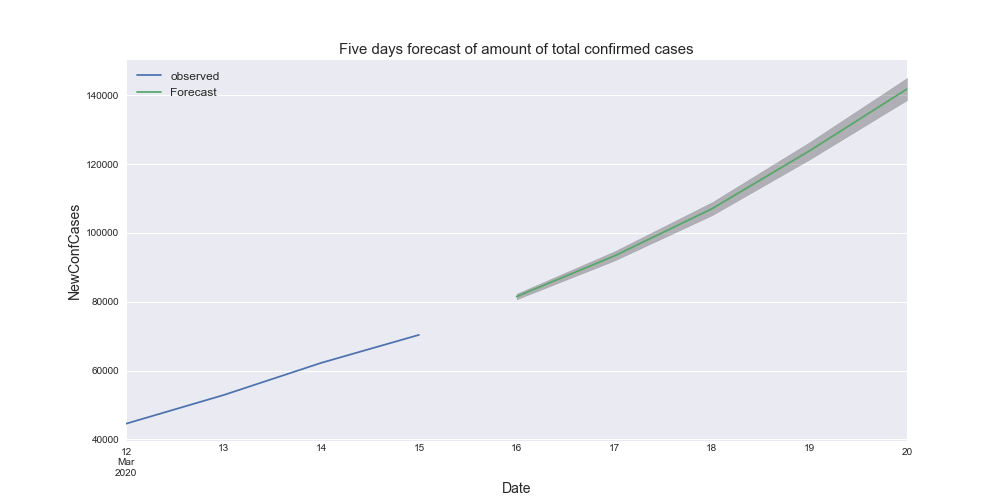 Five days forecast of amount of total confirmed cases
observed
Forecast
140000
120000
100000
80000
60000
40000
NewConfCases
12 13 14 15 16 17 18 19 20
Mar
2020
Date